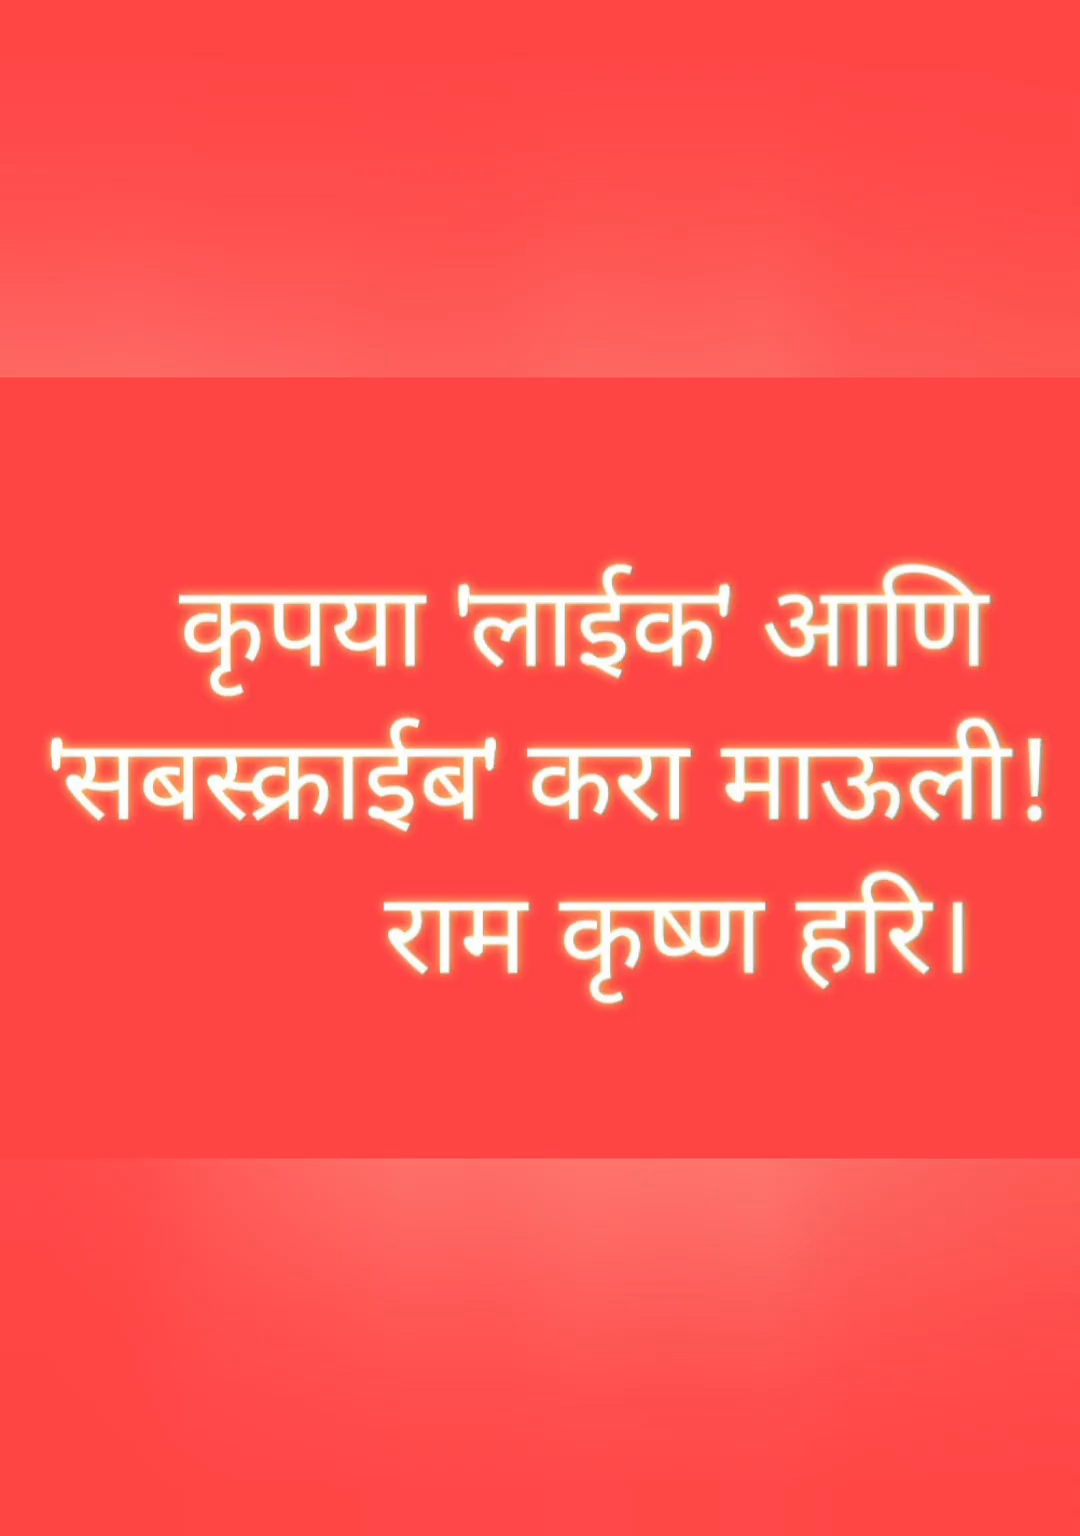 कृपया 'लाईक' आणि
'सबस्क्राईब' करा माऊली!
राम कृष्ण हरि।